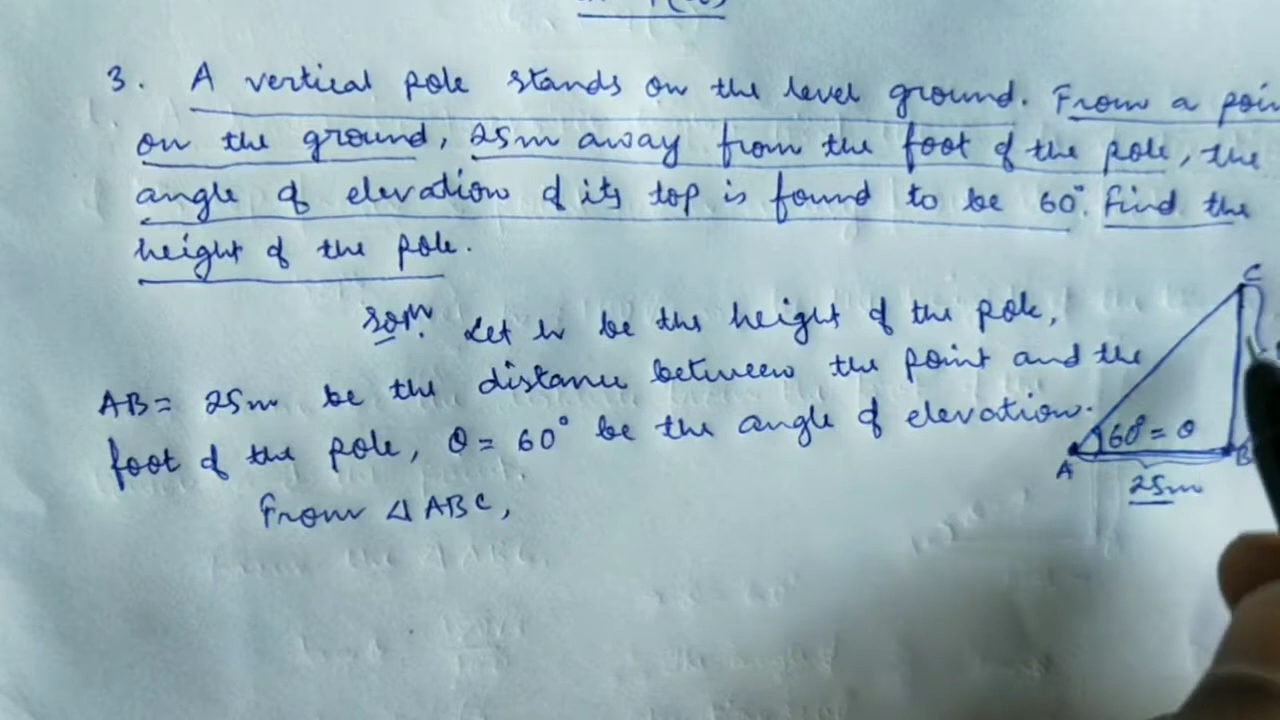 3. A vertical pole stands on the level ground. From a poin
on the ground, 25m away from the foot of the pole, the
angle of elevation of its top is found to be 60°. Find the
height of the pole.
Soln. Let h be the height of the pole,
AB = 25m be the distance between the point and the
foot of the pole, θ = 60° be the angle of elevation.
From ⊿ ABC,
C
60° = θ
A
B
25m